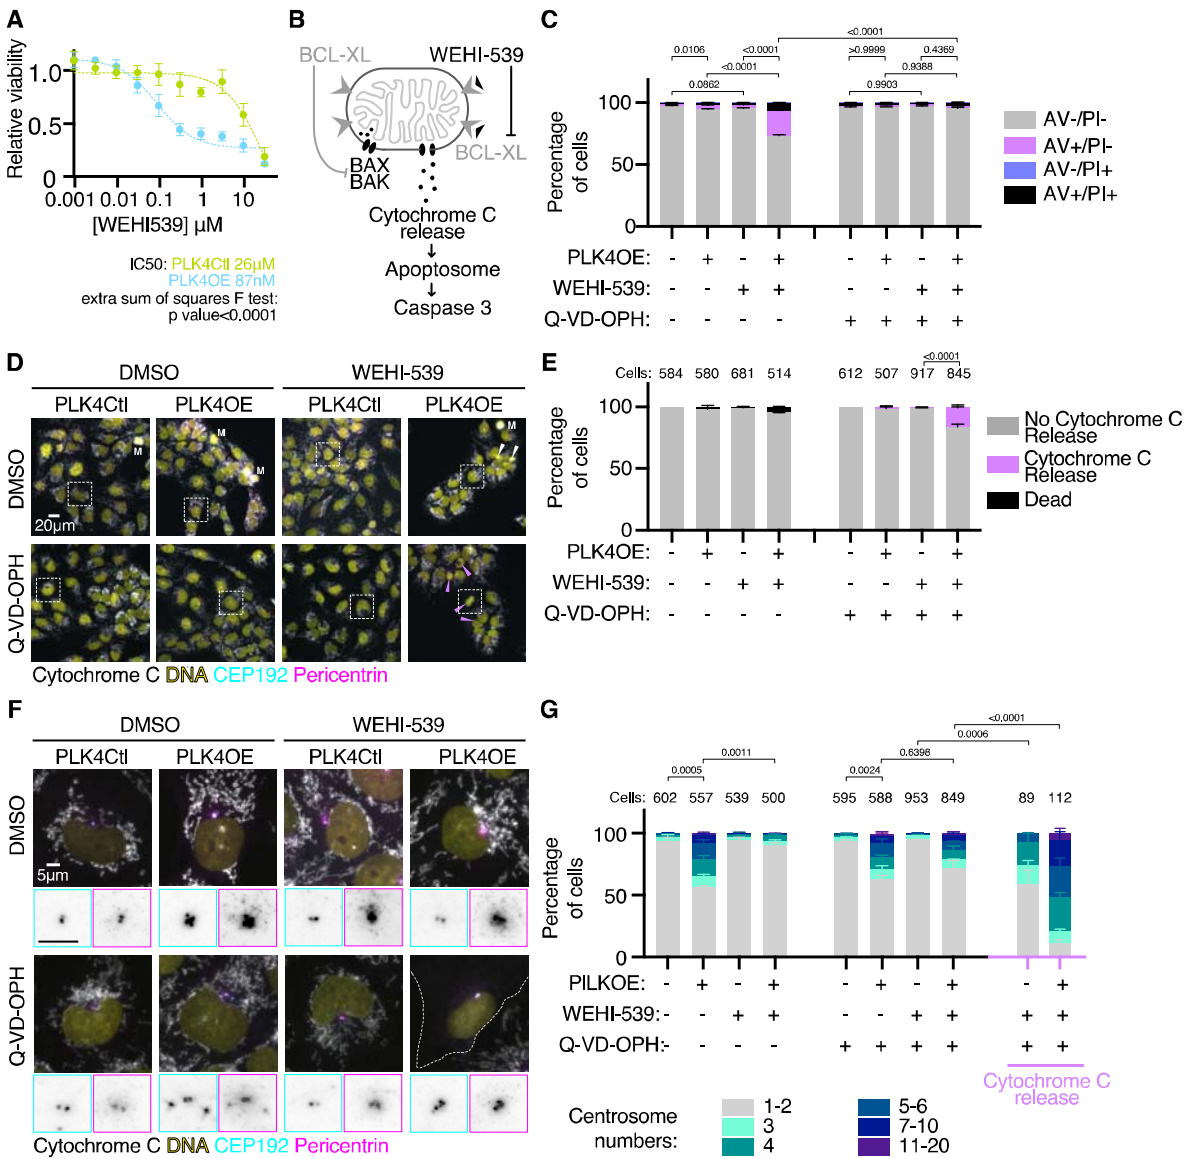 A
Relative viability
1.0
0.5
0
0.001 0.01 0.1 1 10
[WEHI539] µM
IC50: PLK4Ctl 26µM
PLK4OE 87nM
extra sum of squares F test:
p value<0.0001
B
BCL-XL
WEHI-539
BCL-XL
BAX
BAK
Cytochrome C
release
Apoptosome
Caspase 3
C
<0.0001
0.0106 <0.0001 >0.9999 0.4369
<0.0001 0.9388
0.0862 0.9903
Percentage
of cells
100
50
0
AV-/PI-
AV+/PI-
AV-/PI+
AV+/PI+
PLK4OE: - + - + - + - +
WEHI-539: - - + + - - + +
Q-VD-OPH: - - - - + + + +
D
DMSO WEHI-539
PLK4Ctl PLK4OE PLK4Ctl PLK4OE
DMSO
M
M
M
M
20µm
Q-VD-OPH
Cytochrome C DNA CEP192 Pericentrin
E
<0.0001
Cells: 584 580 681 514 612 507 917 845
Percentage
of cells
100
50
0
No Cytochrome C
Release
Cytochrome C
Release
Dead
PLK4OE: - + - + - + - +
WEHI-539: - - + + - - + +
Q-VD-OPH: - - - - + + + +
F
DMSO WEHI-539
PLK4Ctl PLK4OE PLK4Ctl PLK4OE
DMSO
5µm
Q-VD-OPH
Cytochrome C DNA CEP192 Pericentrin
G
<0,0001
0.0006
0.0011 0.6398
0.0005 0.0024
Cells: 602 557 539 500 595 588 953 849 89 112
Percentage
of cells
100
50
0
PILKOE: - + - + - + - + - +
WEHI-539: - - + + - - + + + +
Q-VD-OPH: - - - - + + + + + +
Cytochrome C
release
Centrosome
numbers:
1-2
3
4
5-6
7-10
11-20